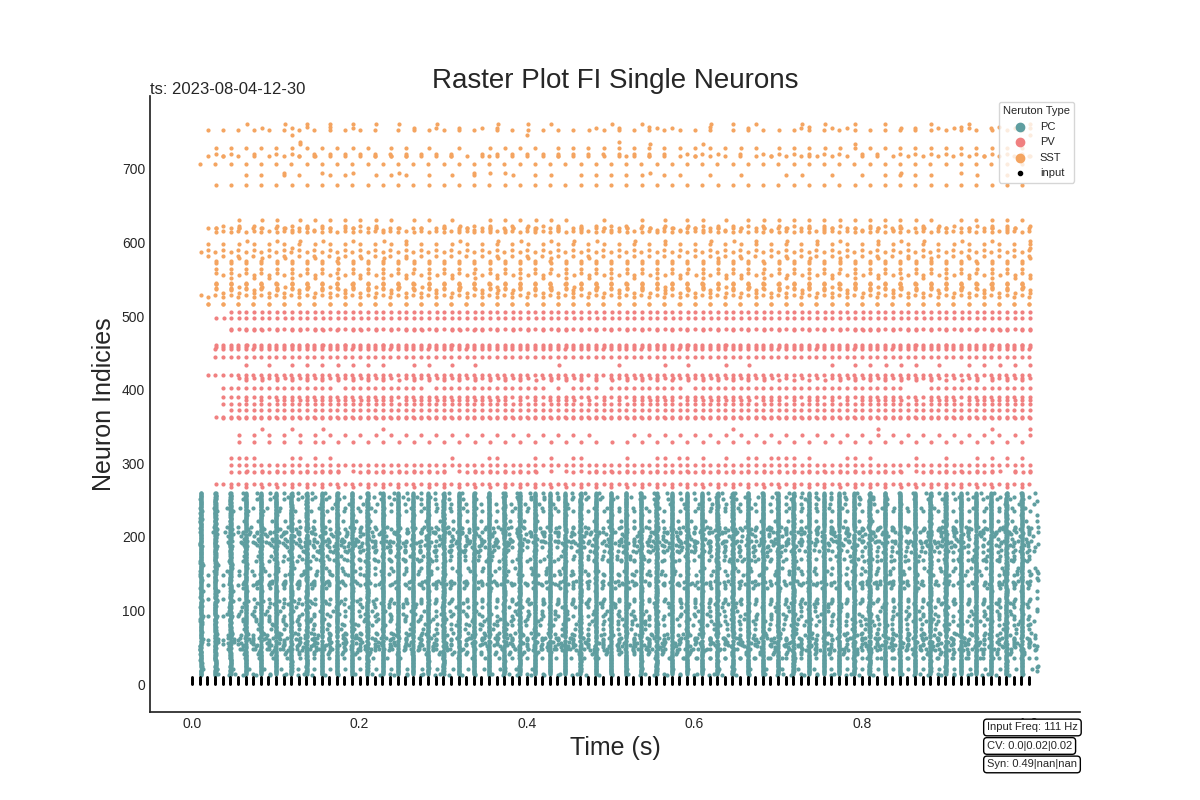 Raster Plot FI Single Neurons
ts: 2023-08-04-12-30
Neruton Type
PC
PV
SST
input
Neuron Indicies
700
600
500
400
300
200
100
0
0.0 0.2 0.4 0.6 0.8
Time (s)
Input Freq: 111 Hz
CV: 0.0|0.02|0.02
Syn: 0.49|nan|nan